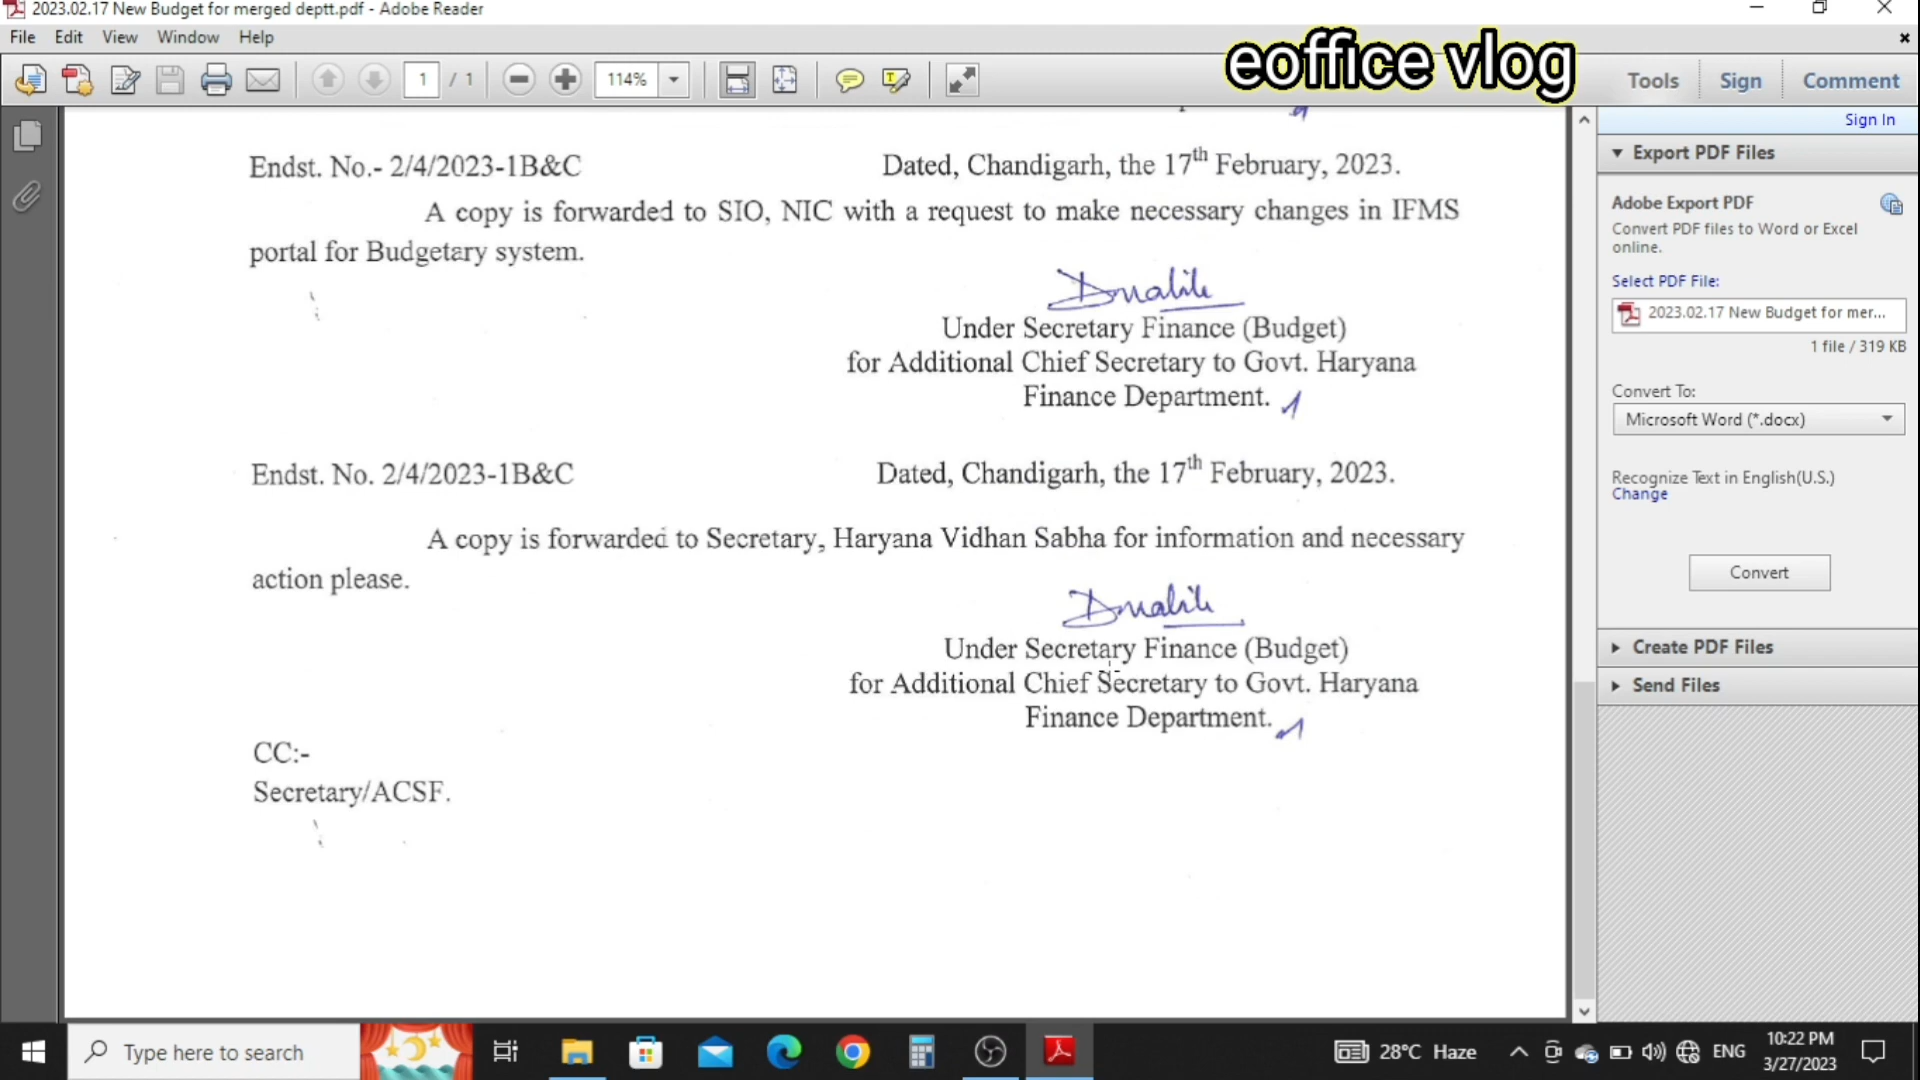 2023.02.17 New Budget for merged deptt.pdf - Adobe Reader
File Edit View Window Help
eoffice vlog
1 / 1
114%
Tools Sign Comment
Sign In
Endst. No.- 2/4/2023-1B&C Dated, Chandigarh, the 17th February, 2023.
A copy is forwarded to SIO, NIC with a request to make necessary changes in IFMS
portal for Budgetary system.
Under Secretary Finance (Budget)
for Additional Chief Secretary to Govt. Haryana
Finance Department.
Endst. No. 2/4/2023-1B&C Dated, Chandigarh, the 17th February, 2023.
A copy is forwarded to Secretary, Haryana Vidhan Sabha for information and necessary
action please.
Under Secretary Finance (Budget)
for Additional Chief Secretary to Govt. Haryana
Finance Department.
CC:-
Secretary/ACSF.
Export PDF Files
Adobe Export PDF
Convert PDF files to Word or Excel
online.
Select PDF File:
2023.02.17 New Budget for mer...
1 file / 319 KB
Convert To:
Microsoft Word (*.docx)
Recognize Text in English(U.S.)
Change
Convert
Create PDF Files
Send Files
Type here to search
28°C Haze
ENG
10:22 PM
3/27/2023